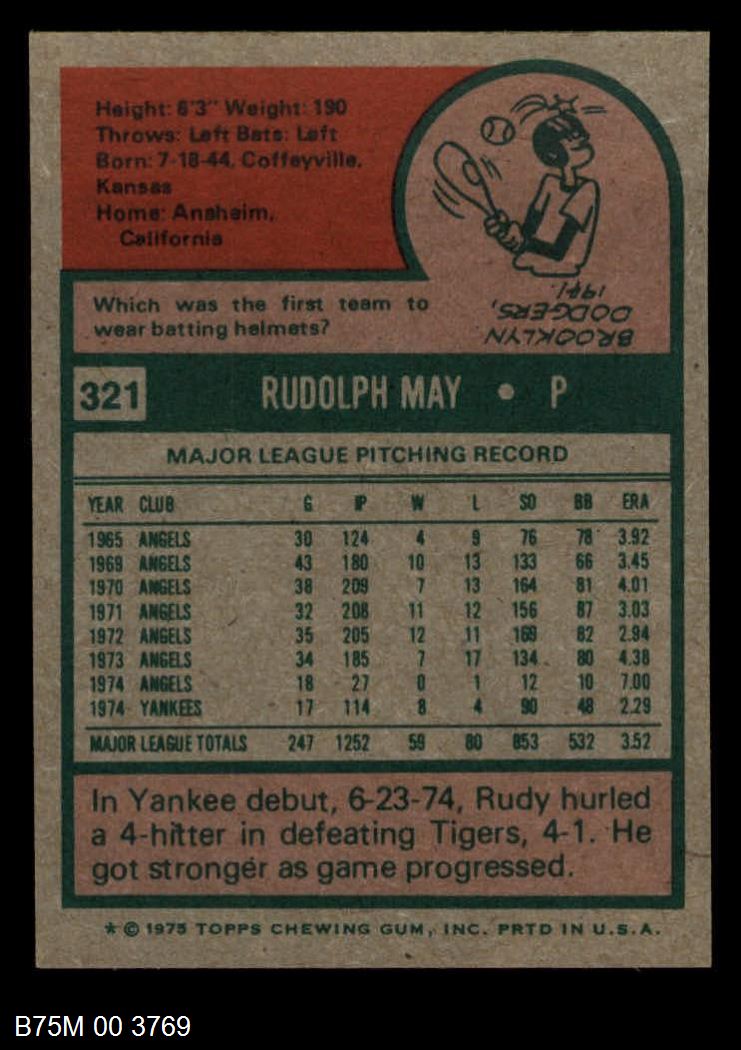 Height: 6'3" Weight: 190
Throws: Left Bats: Left
Born: 7-18-44, Coffeyville,
Kansas
Home: Anaheim,
California
BROOKLYN
DODGERS,
1941.
Which was the first team to
wear batting helmets?
321 RUDOLPH MAY • P
MAJOR LEAGUE PITCHING RECORD
YEAR CLUB G IP W L SO BB ERA
1965 ANGELS 30 124 4 9 76 78 3.92
1969 ANGELS 43 180 10 13 133 66 3.45
1970 ANGELS 38 209 7 13 164 81 4.01
1971 ANGELS 32 208 11 12 156 87 3.03
1972 ANGELS 35 205 12 11 169 82 2.94
1973 ANGELS 34 185 7 17 134 80 4.38
1974 ANGELS 18 27 0 1 12 10 7.00
1974 YANKEES 17 114 8 4 90 48 2.29
MAJOR LEAGUE TOTALS 247 1252 59 80 853 532 3.52
In Yankee debut, 6-23-74, Rudy hurled
a 4-hitter in defeating Tigers, 4-1. He
got stronger as game progressed.
* © 1975 TOPPS CHEWING GUM, INC. PRTD IN U.S.A.
B75M 00 3769